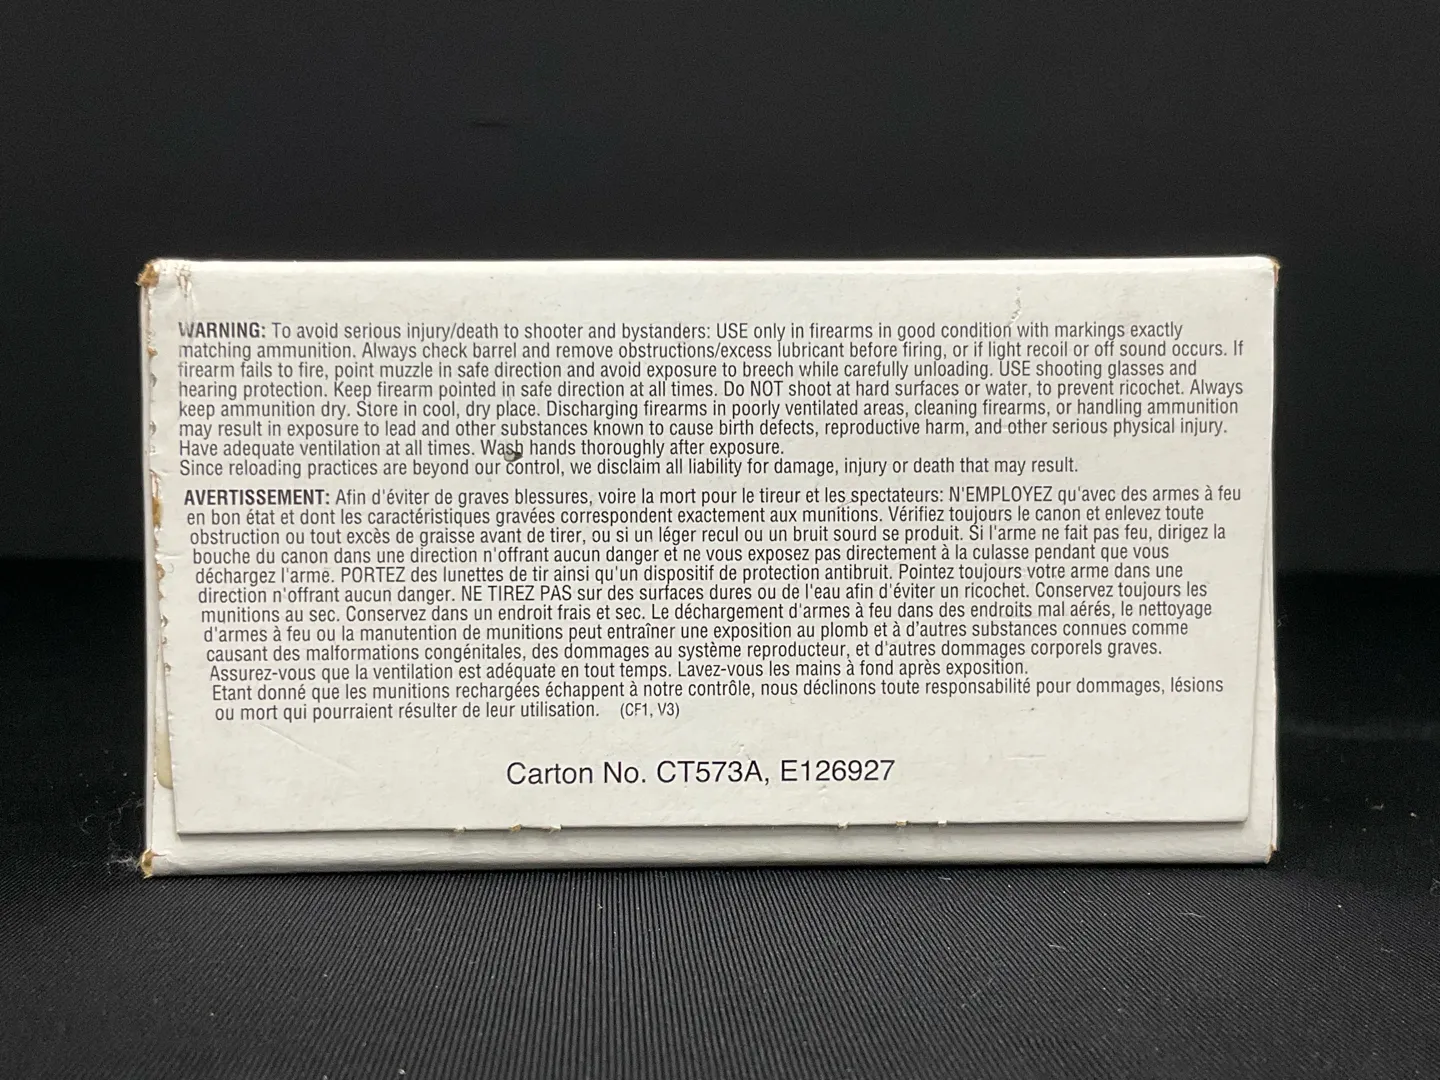 WARNING: To avoid serious injury/death to shooter and bystanders: USE only in firearms in good condition with markings exactly
matching ammunition. Always check barrel and remove obstructions/excess lubricant before firing, or if light recoil or off sound occurs. If
firearm fails to fire, point muzzle in safe direction and avoid exposure to breech while carefully unloading. USE shooting glasses and
hearing protection. Keep firearm pointed in safe direction at all times. Do NOT shoot at hard surfaces or water, to prevent ricochet. Always
keep ammunition dry. Store in cool, dry place. Discharging firearms in poorly ventilated areas, cleaning firearms, or handling ammunition
may result in exposure to lead and other substances known to cause birth defects, reproductive harm, and other serious physical injury.
Have adequate ventilation at all times. Wash hands thoroughly after exposure.
Since reloading practices are beyond our control, we disclaim all liability for damage, injury or death that may result.
AVERTISSEMENT: Afin d'éviter de graves blessures, voire la mort pour le tireur et les spectateurs: N'EMPLOYEZ qu'avec des armes à feu
en bon état et dont les caractéristiques gravées correspondent exactement aux munitions. Vérifiez toujours le canon et enlevez toute
obstruction ou tout excès de graisse avant de tirer, ou si un léger recul ou un bruit sourd se produit. Si l'arme ne fait pas feu, dirigez la
bouche du canon dans une direction n'offrant aucun danger et ne vous exposez pas directement à la culasse pendant que vous
déchargez l'arme. PORTEZ des lunettes de tir ainsi qu'un dispositif de protection antibruit. Pointez toujours votre arme dans une
direction n'offrant aucun danger. NE TIREZ PAS sur des surfaces dures ou de l'eau afin d'éviter un ricochet. Conservez toujours les
munitions au sec. Conservez dans un endroit frais et sec. Le déchargement d'armes à feu dans des endroits mal aérés, le nettoyage
d'armes à feu ou la manutention de munitions peut entraîner une exposition au plomb et à d'autres substances connues comme
causant des malformations congénitales, des dommages au système reproducteur, et d'autres dommages corporels graves.
Assurez-vous que la ventilation est adéquate en tout temps. Lavez-vous les mains à fond après exposition.
Etant donné que les munitions rechargées échappent à notre contrôle, nous déclinons toute responsabilité pour dommages, lésions
ou mort qui pourraient résulter de leur utilisation. (CF1, V3)
Carton No. CT573A, E126927